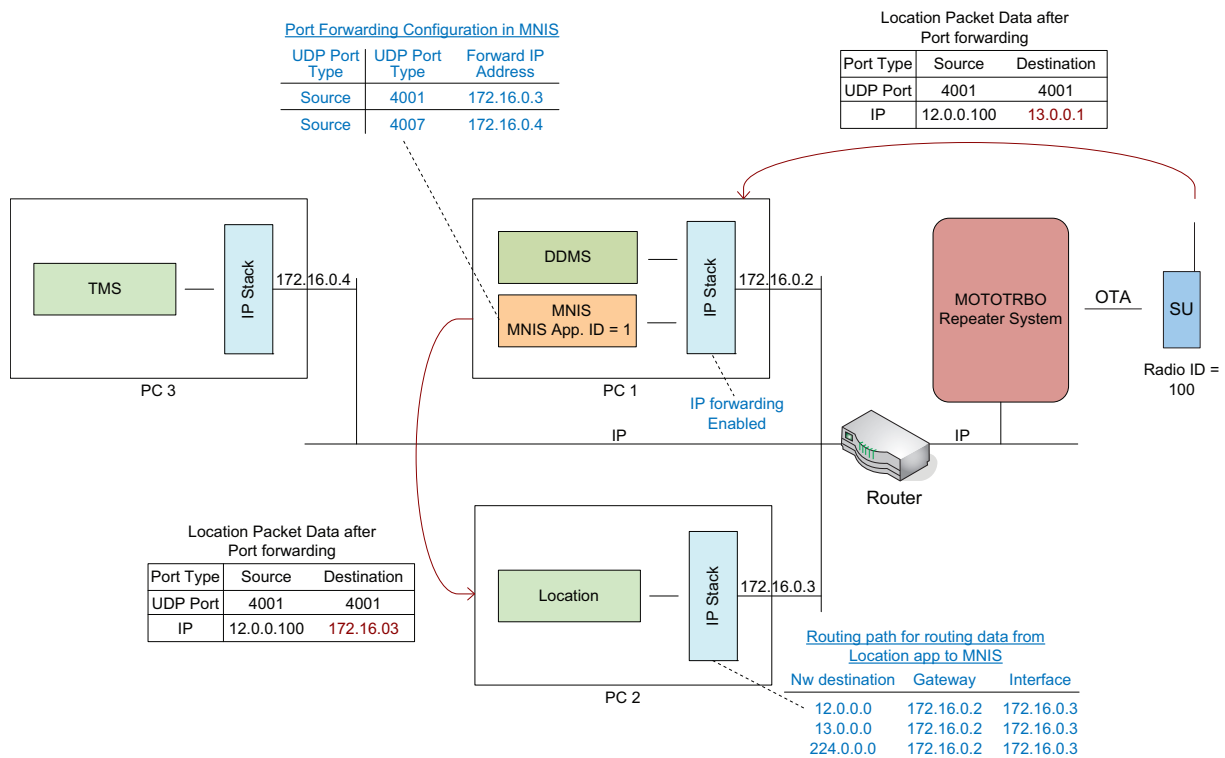 Port Forwarding Configuration in MNIS
UDP Port Type UDP Port Type Forward IP Address
Source 4001 172.16.0.3
Source 4007 172.16.0.4
Location Packet Data after
Port forwarding
Port Type Source Destination
UDP Port 4001 4001
IP 12.0.0.100 13.0.0.1
TMS
IP Stack
172.16.0.4
PC 3
DDMS
MNIS
MNIS App. ID = 1
IP Stack
172.16.0.2
PC 1
IP forwarding
Enabled
MOTOTRBO
Repeater System
OTA
SU
Radio ID =
100
IP
IP
Router
Location Packet Data after
Port forwarding
Port Type Source Destination
UDP Port 4001 4001
IP 12.0.0.100 172.16.03
Location
IP Stack
172.16.0.3
PC 2
Routing path for routing data from
Location app to MNIS
Nw destination Gateway Interface
12.0.0.0 172.16.0.2 172.16.0.3
13.0.0.0 172.16.0.2 172.16.0.3
224.0.0.0 172.16.0.2 172.16.0.3